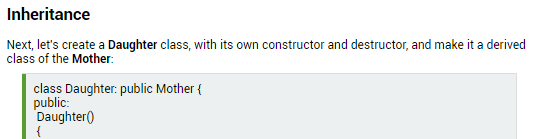 Inheritance
Next, let's create a Daughter class, with its own constructor and destructor, and make it a derived
class of the Mother:
class Daughter: public Mother {
public:
Daughter()
{